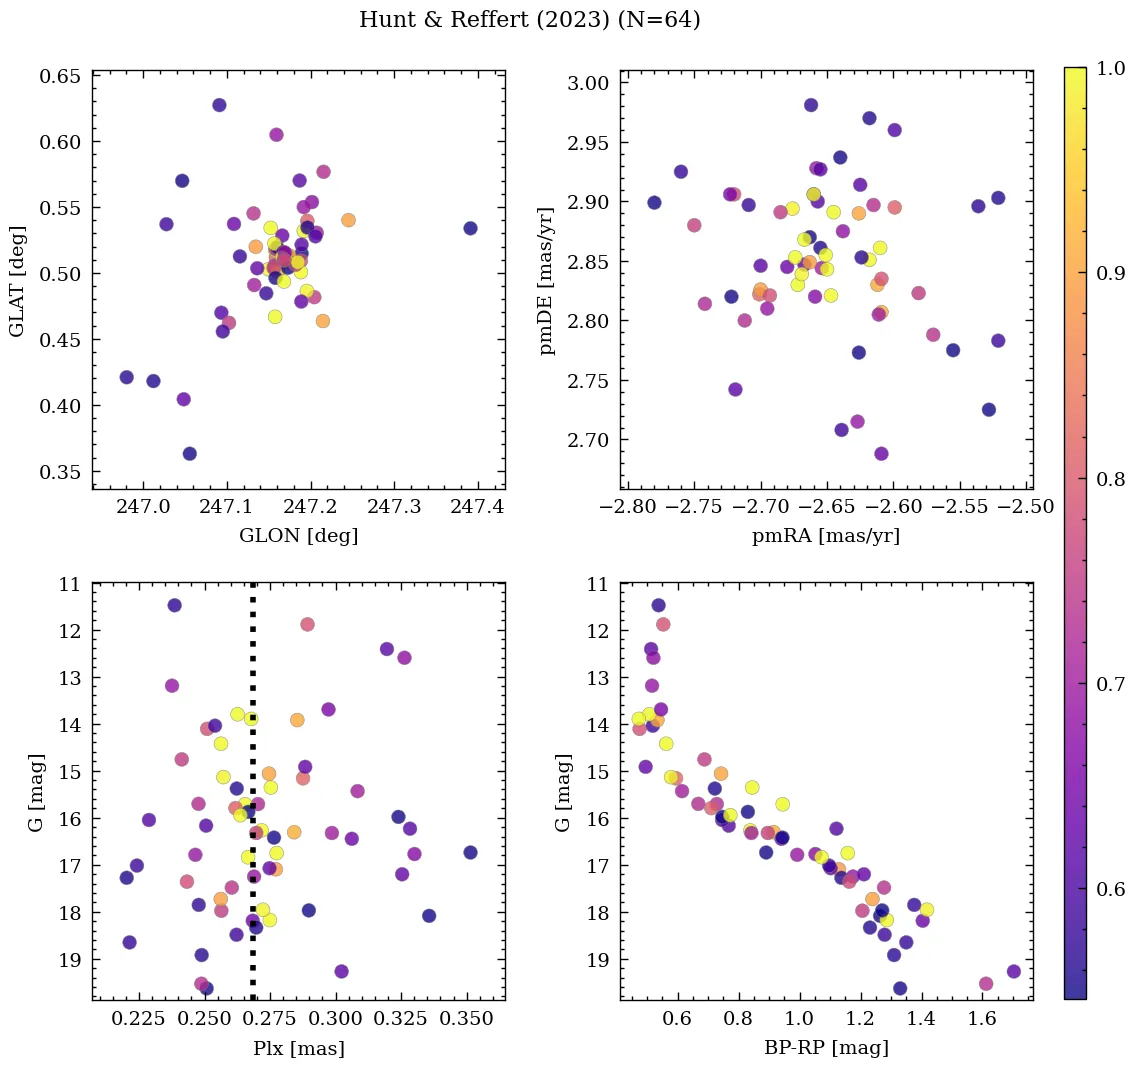 Hunt & Reffert (2023) (N=64)
0.65
0.60
0.55
0.50
0.45
0.40
0.35
GLAT [deg]
247.0 247.1 247.2 247.3 247.4
GLON [deg]
3.00
2.95
2.90
2.85
2.80
2.75
2.70
pmDE [mas/yr]
−2.80 −2.75 −2.70 −2.65 −2.60 −2.55 −2.50
pmRA [mas/yr]
1.0
0.9
0.8
0.7
0.6
11
12
13
14
15
16
17
18
19
G [mag]
0.225 0.250 0.275 0.300 0.325 0.350
Plx [mas]
11
12
13
14
15
16
17
18
19
G [mag]
0.6 0.8 1.0 1.2 1.4 1.6
BP-RP [mag]